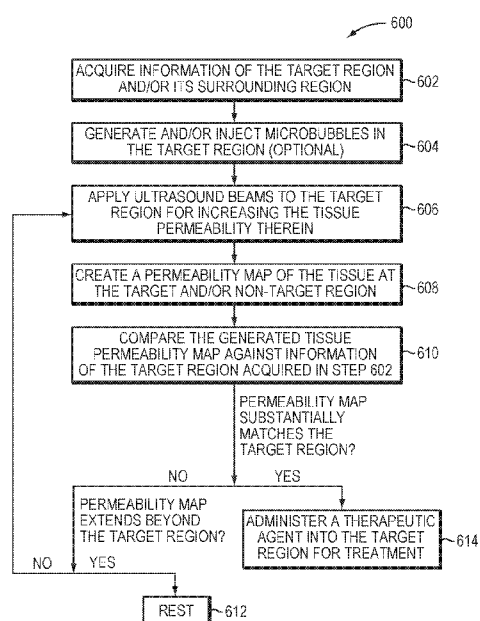 600
ACQUIRE INFORMATION OF THE TARGET REGION
AND/OR ITS SURROUNDING REGION
602
GENERATE AND/OR INJECT MICROBUBBLES IN
THE TARGET REGION (OPTIONAL)
604
APPLY ULTRASOUND BEAMS TO THE TARGET
REGION FOR INCREASING THE TISSUE
PERMEABILITY THEREIN
606
CREATE A PERMEABILITY MAP OF THE TISSUE AT
THE TARGET AND/OR NON-TARGET REGION
608
COMPARE THE GENERATED TISSUE
PERMEABILITY MAP AGAINST INFORMATION
OF THE TARGET REGION ACQUIRED IN STEP 602
610
PERMEABILITY MAP
SUBSTANTIALLY
MATCHES THE
TARGET REGION?
NO
YES
PERMEABILITY MAP
EXTENDS BEYOND
THE TARGET REGION?
ADMINISTER A THERAPEUTIC
AGENT INTO THE TARGET
REGION FOR TREATMENT
614
NO
YES
REST
612